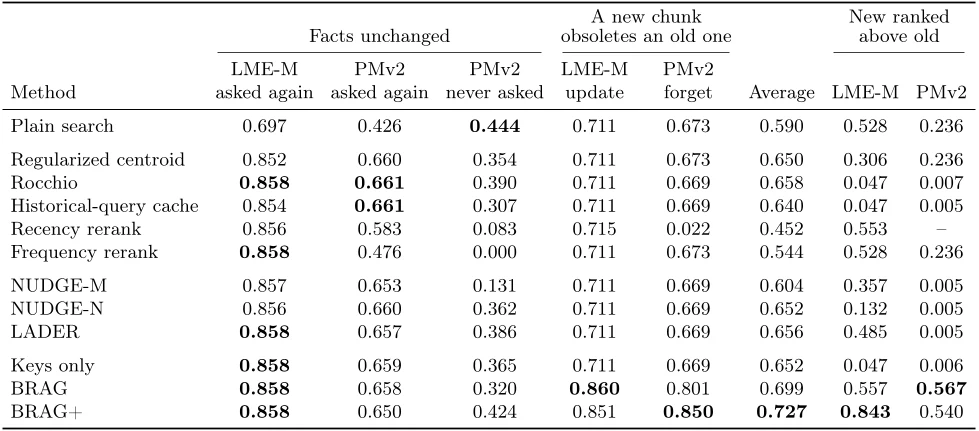 A new chunk New ranked
Facts unchanged obsoletes an old one above old
LME-M PMv2 PMv2 LME-M PMv2
Method asked again asked again never asked update forget Average LME-M PMv2
Plain search 0.697 0.426 0.444 0.711 0.673 0.590 0.528 0.236
Regularized centroid 0.852 0.660 0.354 0.711 0.673 0.650 0.306 0.236
Rocchio 0.858 0.661 0.390 0.711 0.669 0.658 0.047 0.007
Historical-query cache 0.854 0.661 0.307 0.711 0.669 0.640 0.047 0.005
Recency rerank 0.856 0.583 0.083 0.715 0.022 0.452 0.553 –
Frequency rerank 0.858 0.476 0.000 0.711 0.673 0.544 0.528 0.236
NUDGE-M 0.857 0.653 0.131 0.711 0.669 0.604 0.357 0.005
NUDGE-N 0.856 0.660 0.362 0.711 0.669 0.652 0.132 0.005
LADER 0.858 0.657 0.386 0.711 0.669 0.656 0.485 0.005
Keys only 0.858 0.659 0.365 0.711 0.669 0.652 0.047 0.006
BRAG 0.858 0.658 0.320 0.860 0.801 0.699 0.557 0.567
BRAG+ 0.858 0.650 0.424 0.851 0.850 0.727 0.843 0.540